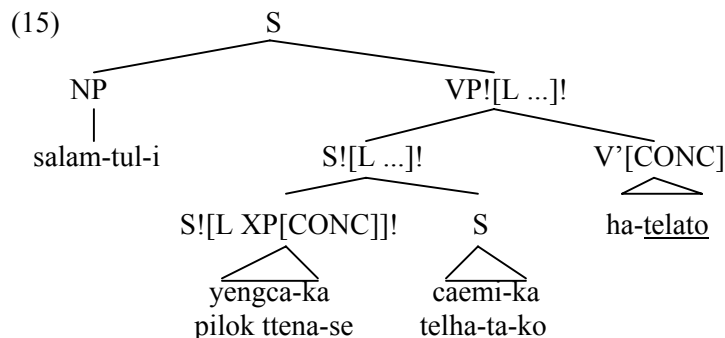 (15) S
NP VP![L ...]!
salam-tul-i S![L ...]! V'[CONC]
S![L XP[CONC]]! S ha-telato
yengca-ka caemi-ka
pilok ttena-se telha-ta-ko